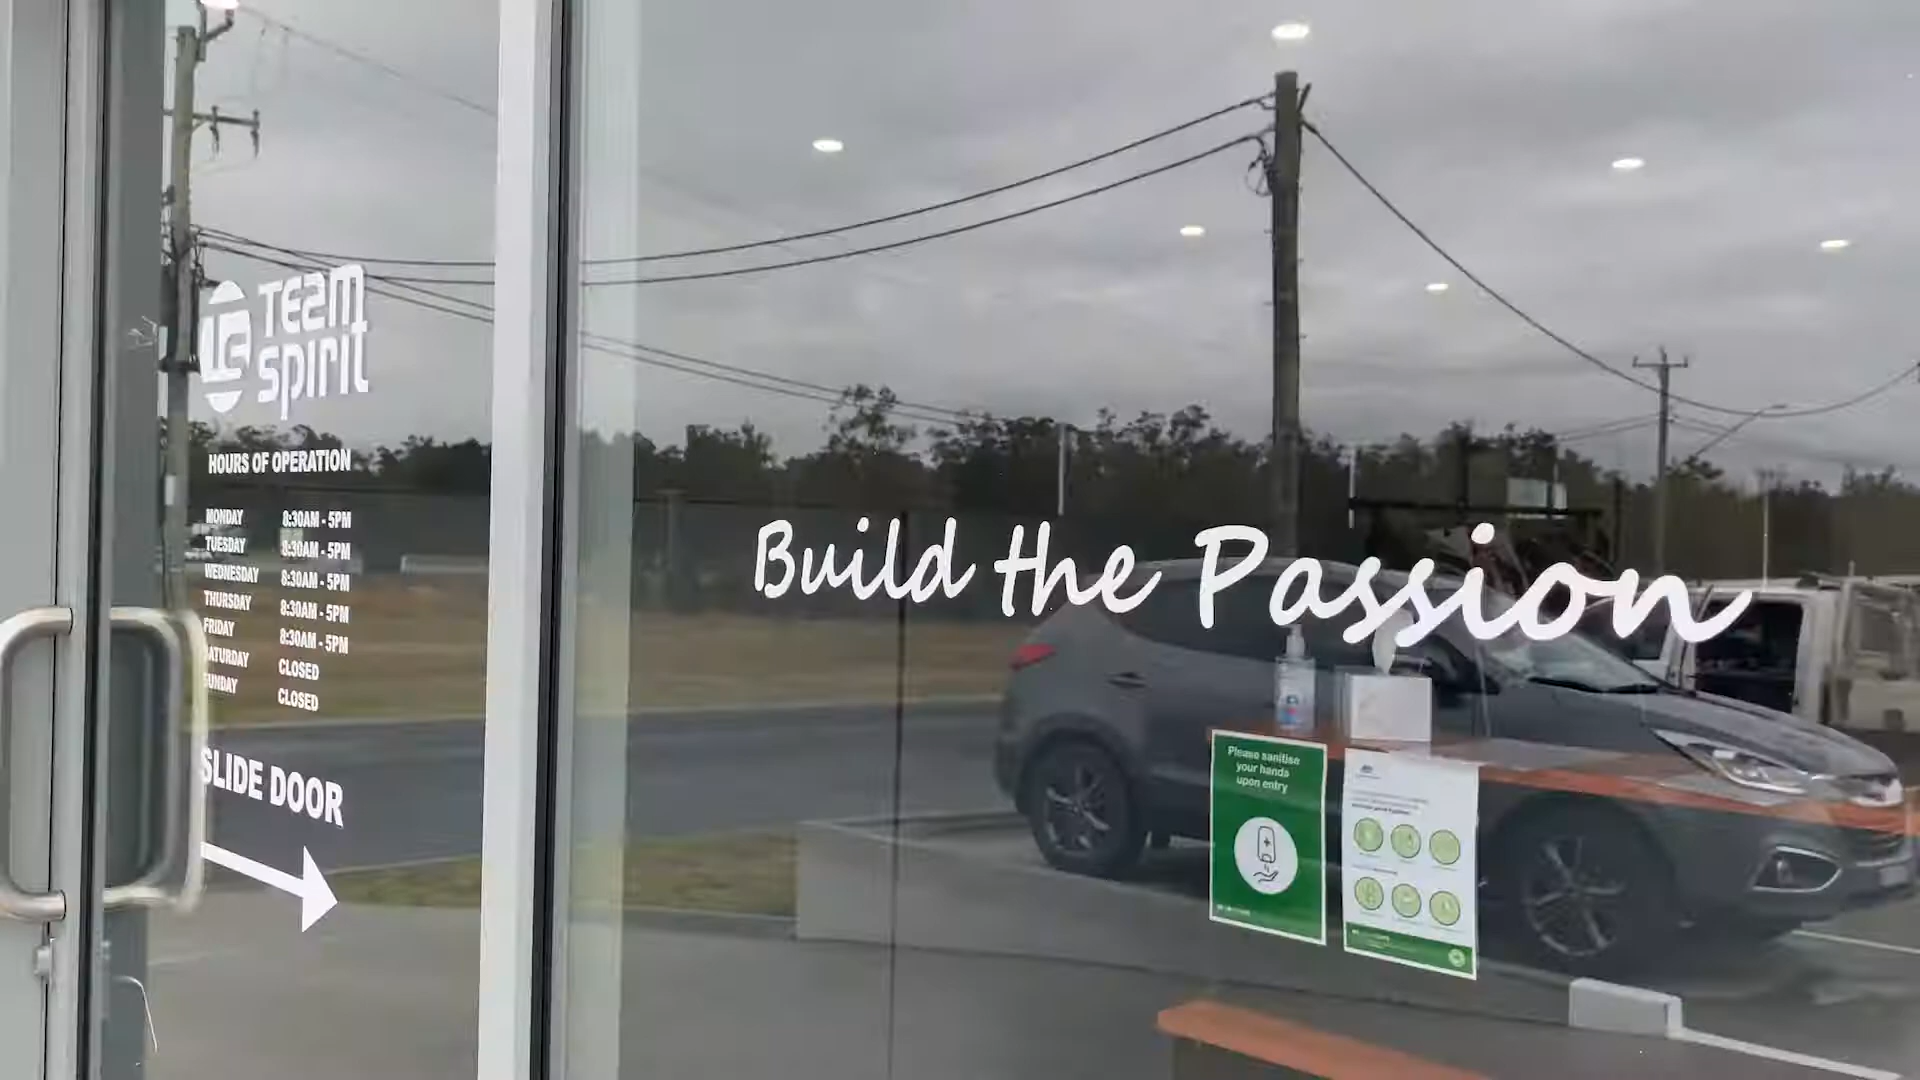 Team
Spirit
HOURS OF OPERATION
MONDAY 8:30AM - 5PM
TUESDAY 8:30AM - 5PM
WEDNESDAY 8:30AM - 5PM
THURSDAY 8:30AM - 5PM
FRIDAY 8:30AM - 5PM
ATURDAY CLOSED
SUNDAY CLOSED
SLIDE DOOR
Build the Passion
Please sanitise
your hands
upon entry